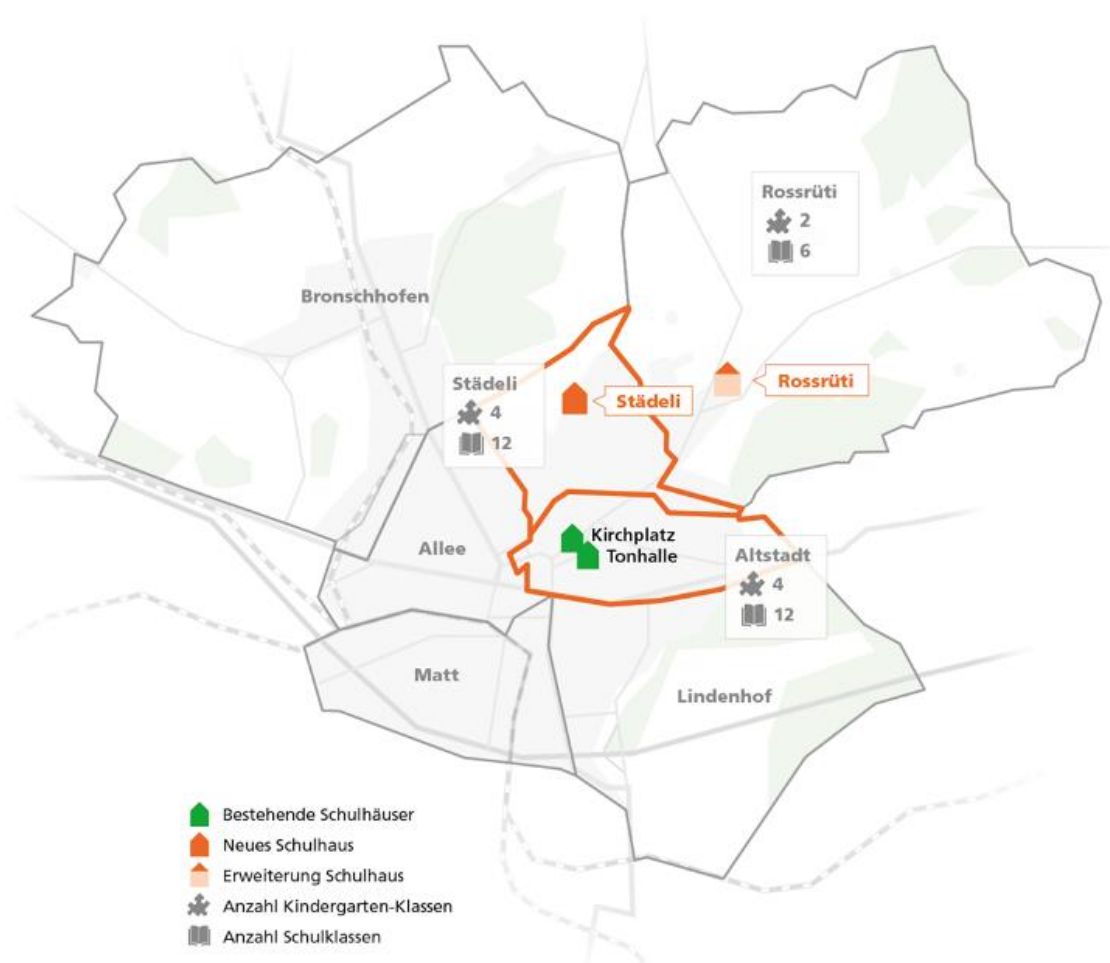 Rossrüti
2
6
Bronschhofen
Städeli
4
12
Städeli
Rossrüti
Kirchplatz
Tonhalle
Allee
Altstadt
4
12
Matt
Lindenhof
Bestehende Schulhäuser
Neues Schulhaus
Erweiterung Schulhaus
Anzahl Kindergarten-Klassen
Anzahl Schulklassen